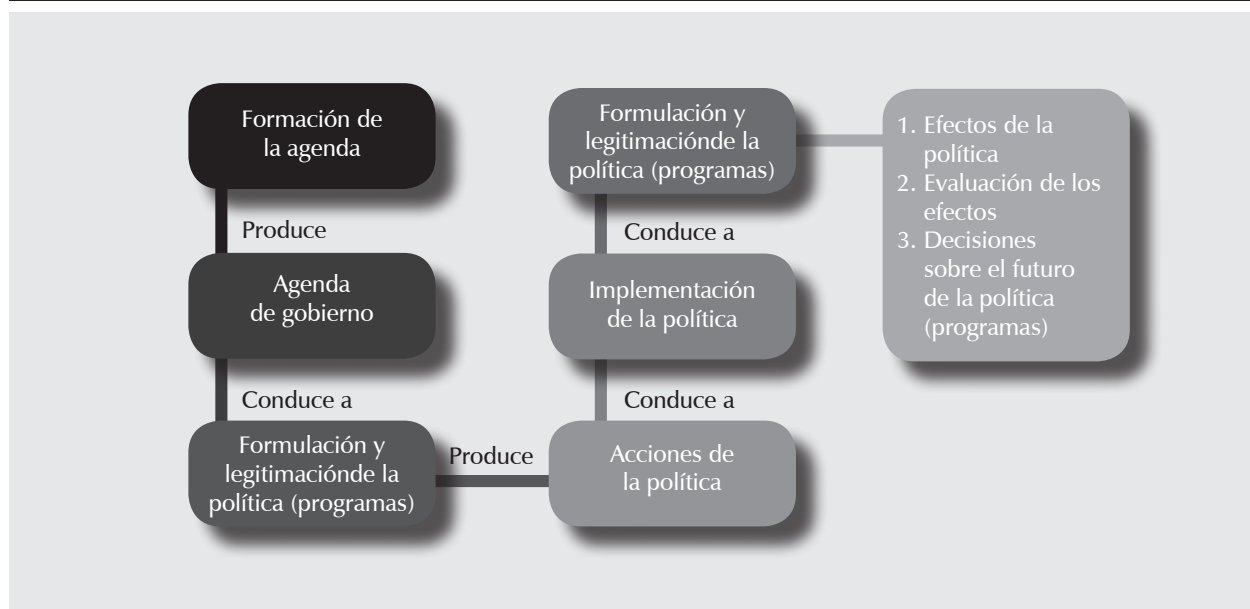 Formación de
la agenda
Produce
Agenda
de gobierno
Conduce a
Formulación y
legitimaciónde la
política (programas)
Produce
Acciones de
la política
Conduce a
Implementación
de la política
Conduce a
Formulación y
legitimaciónde la
política (programas)
1. Efectos de la
política
2. Evaluación de los
efectos
3. Decisiones
sobre el futuro
de la política
(programas)